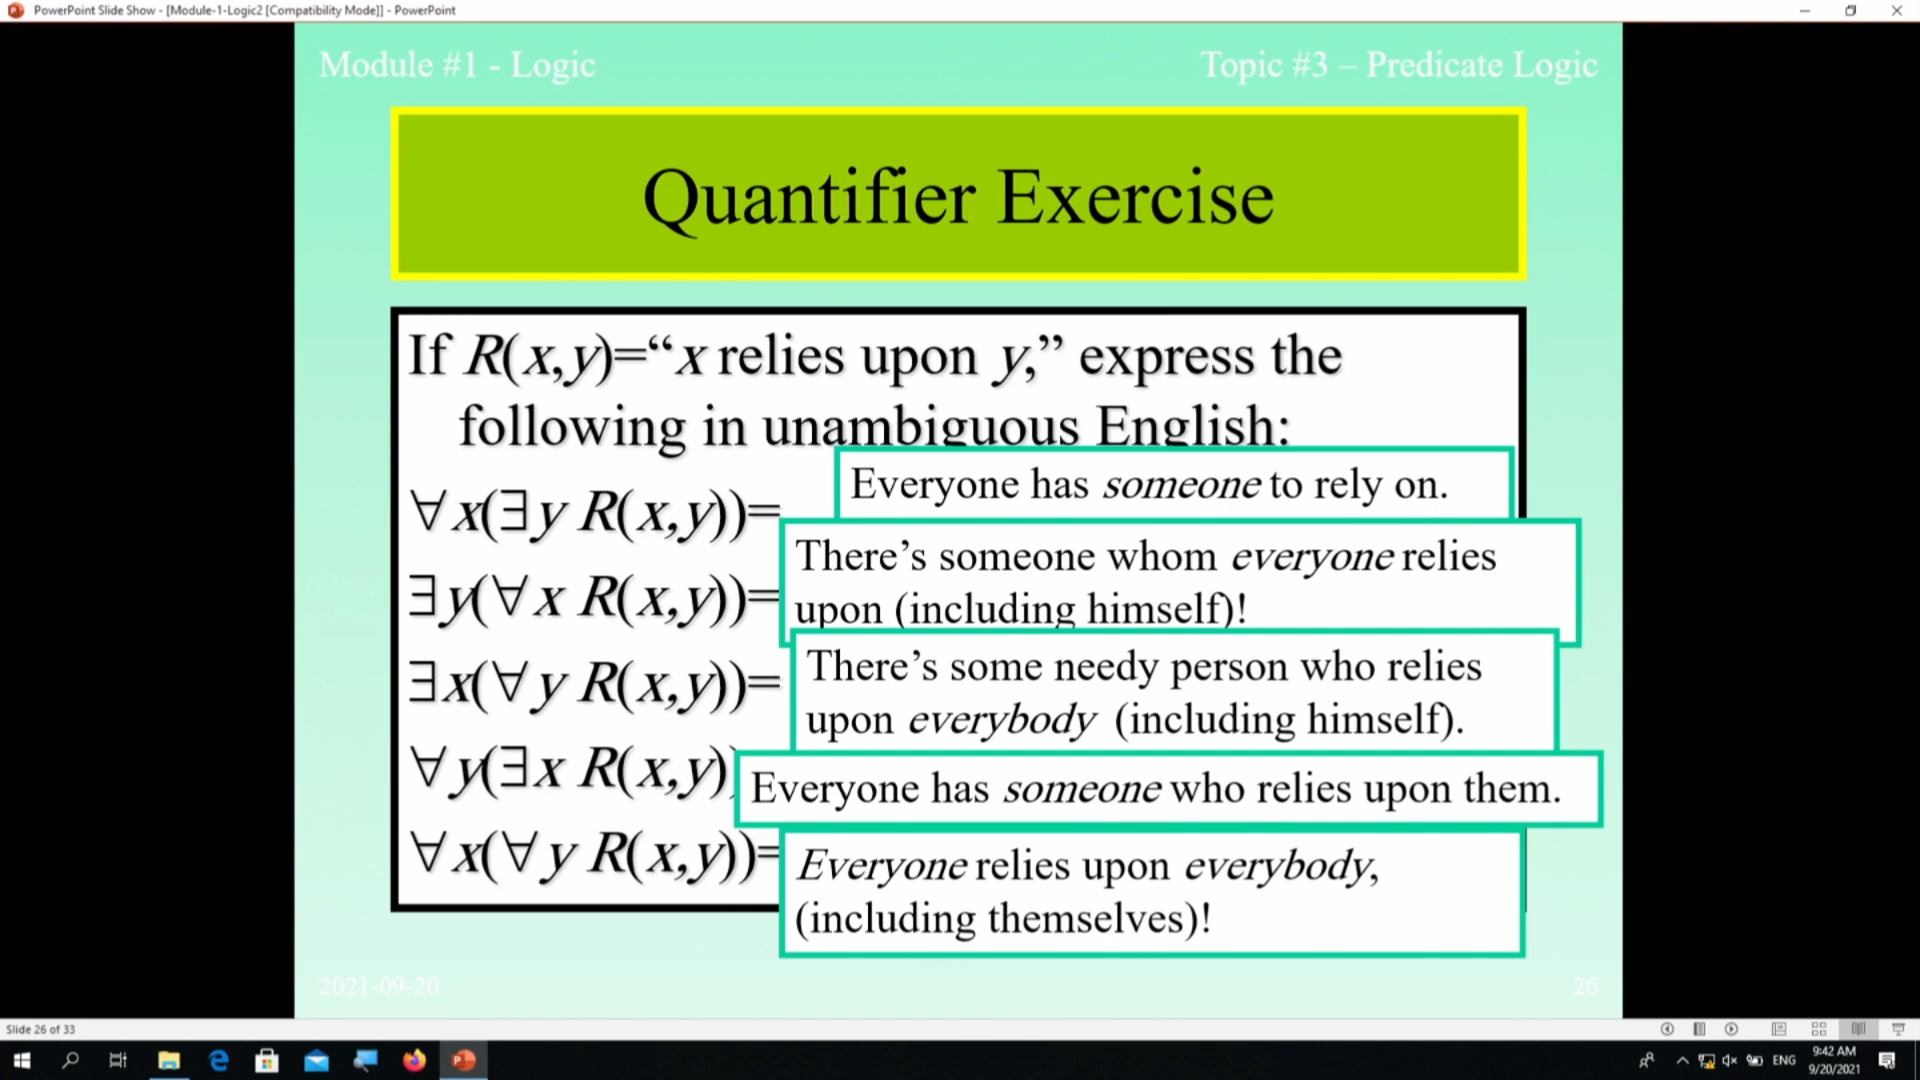 PowerPoint Slide Show - [Module-1-Logic2 [Compatibility Mode]] - PowerPoint
Module #1 - Logic
Topic #3 – Predicate Logic
Quantifier Exercise
If R(x,y)=“x relies upon y,” express the
following in unambiguous English:
∀x(∃y R(x,y))=
Everyone has someone to rely on.
∃y(∀x R(x,y))=
There’s someone whom everyone relies
upon (including himself)!
∃x(∀y R(x,y))=
There’s some needy person who relies
upon everybody (including himself).
∀y(∃x R(x,y)
Everyone has someone who relies upon them.
∀x(∀y R(x,y))=
Everyone relies upon everybody,
(including themselves)!
2021-09-20
26
Slide 26 of 33
ENG
9:42 AM
9/20/2021